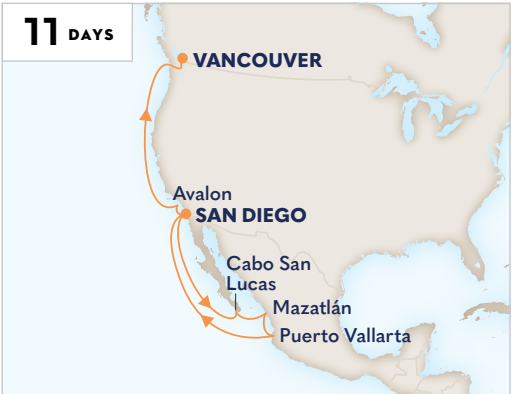 11 DAYS
VANCOUVER
Avalon
SAN DIEGO
Cabo San
Lucas
Mazatlán
Puerto Vallarta